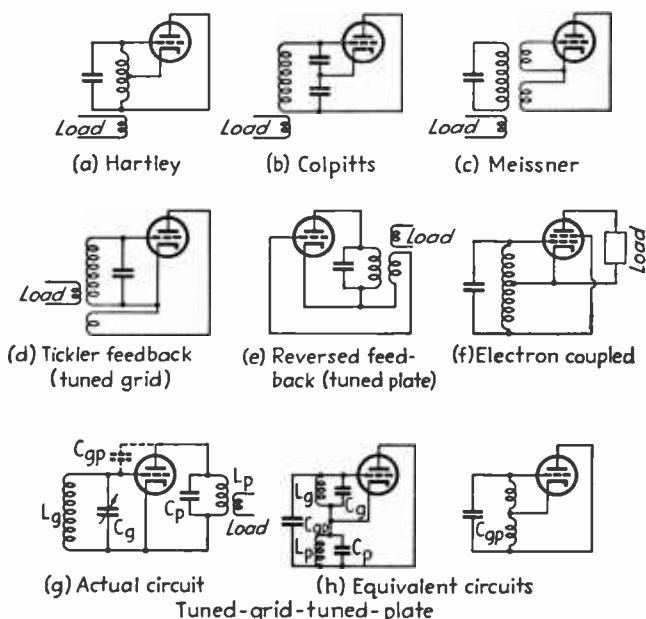 Load
(a) Hartley
Load
(b) Colpitts
Load
(c) Meissner
Load
(d) Tickler feedback
(tuned grid)
Load
(e) Reversed feed-
back (tuned plate)
Load
(f) Electron coupled
Cgp
Lg
Cg
Cp
Lp
Load
(g) Actual circuit
Lg
Cg
Cgp
Lp
Cp
Cgp
(h) Equivalent circuits
Tuned-grid-tuned-plate